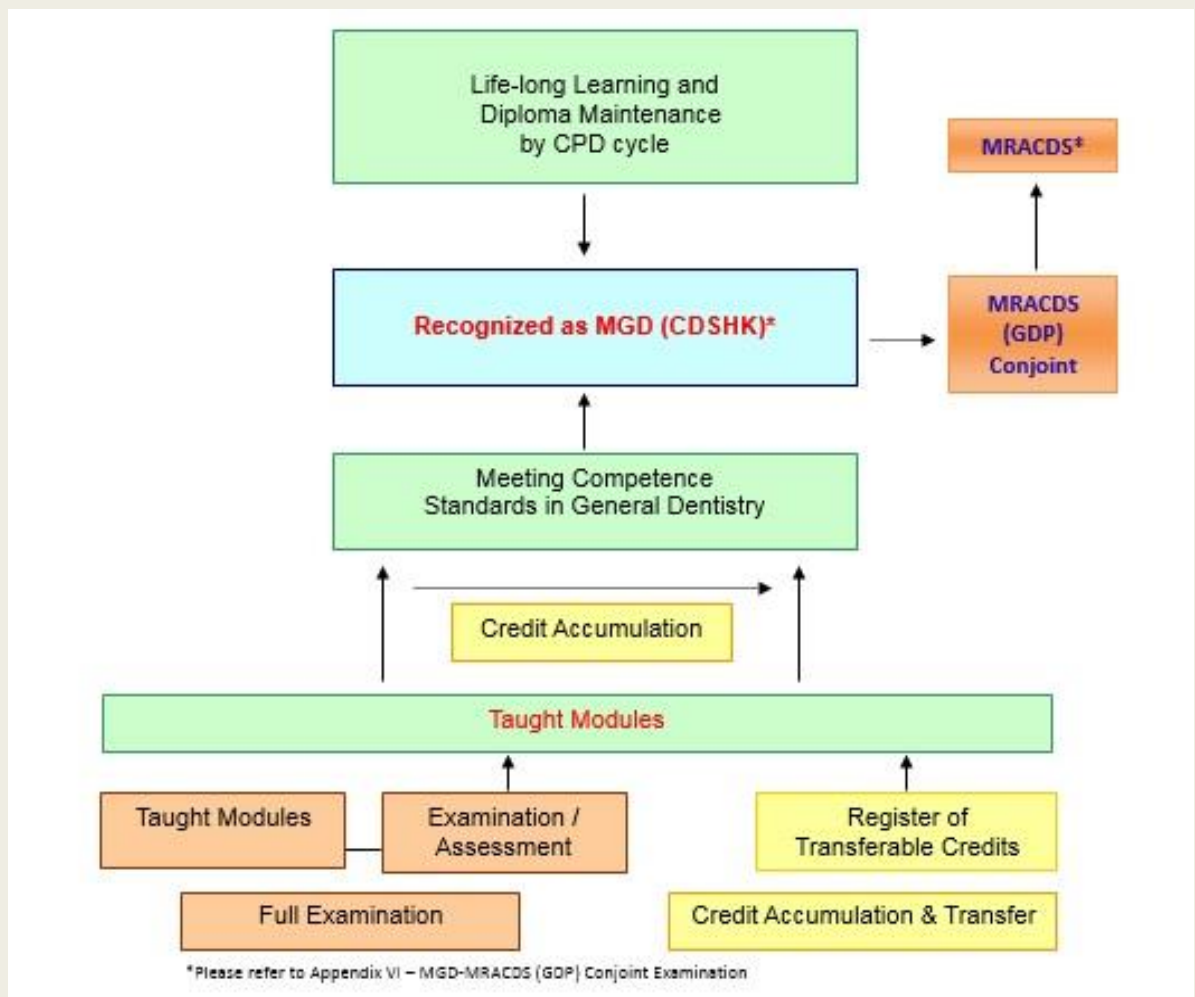 Life-long Learning and
Diploma Maintenance
by CPD cycle
MRACDS*
Recognized as MGD (CDSHK)*
MRACDS
(GDP)
Conjoint
Meeting Competence
Standards in General Dentistry
Credit Accumulation
Taught Modules
Taught Modules
Examination /
Assessment
Register of
Transferable Credits
Full Examination
Credit Accumulation & Transfer
*Please refer to Appendix VI – MGD-MRACDS (GDP) Conjoint Examination